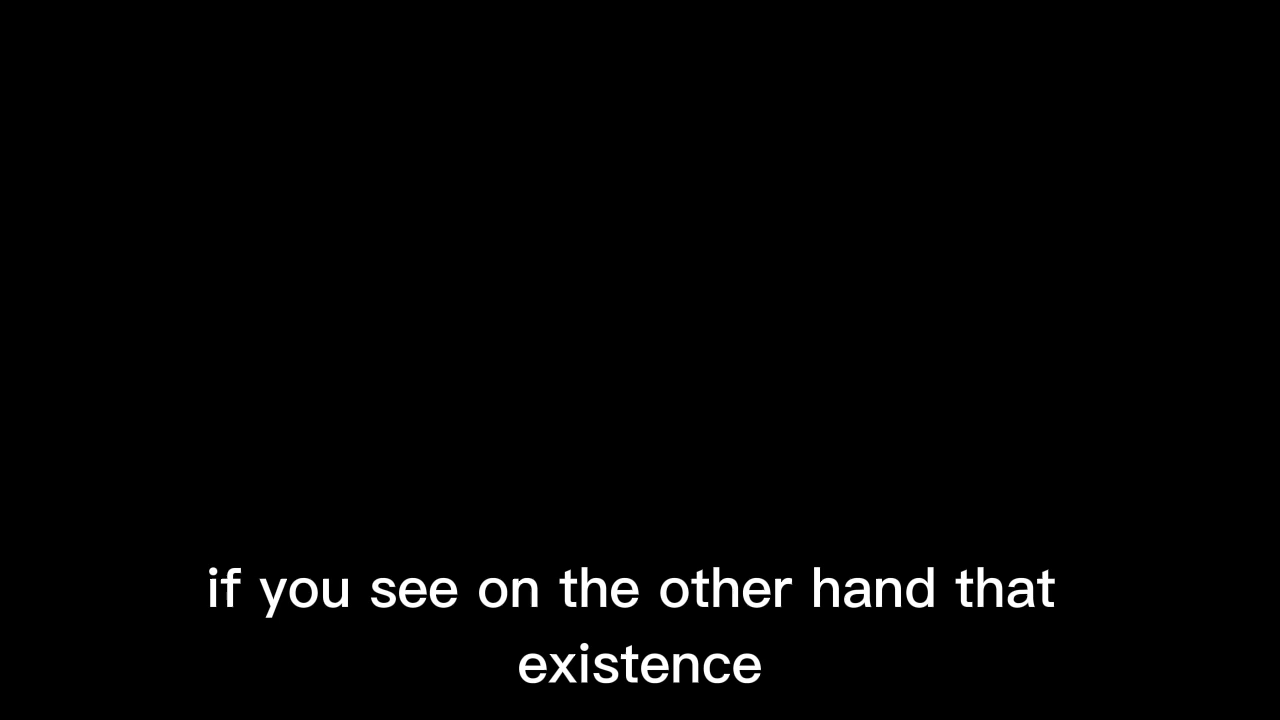 if you see on the other hand that
existence